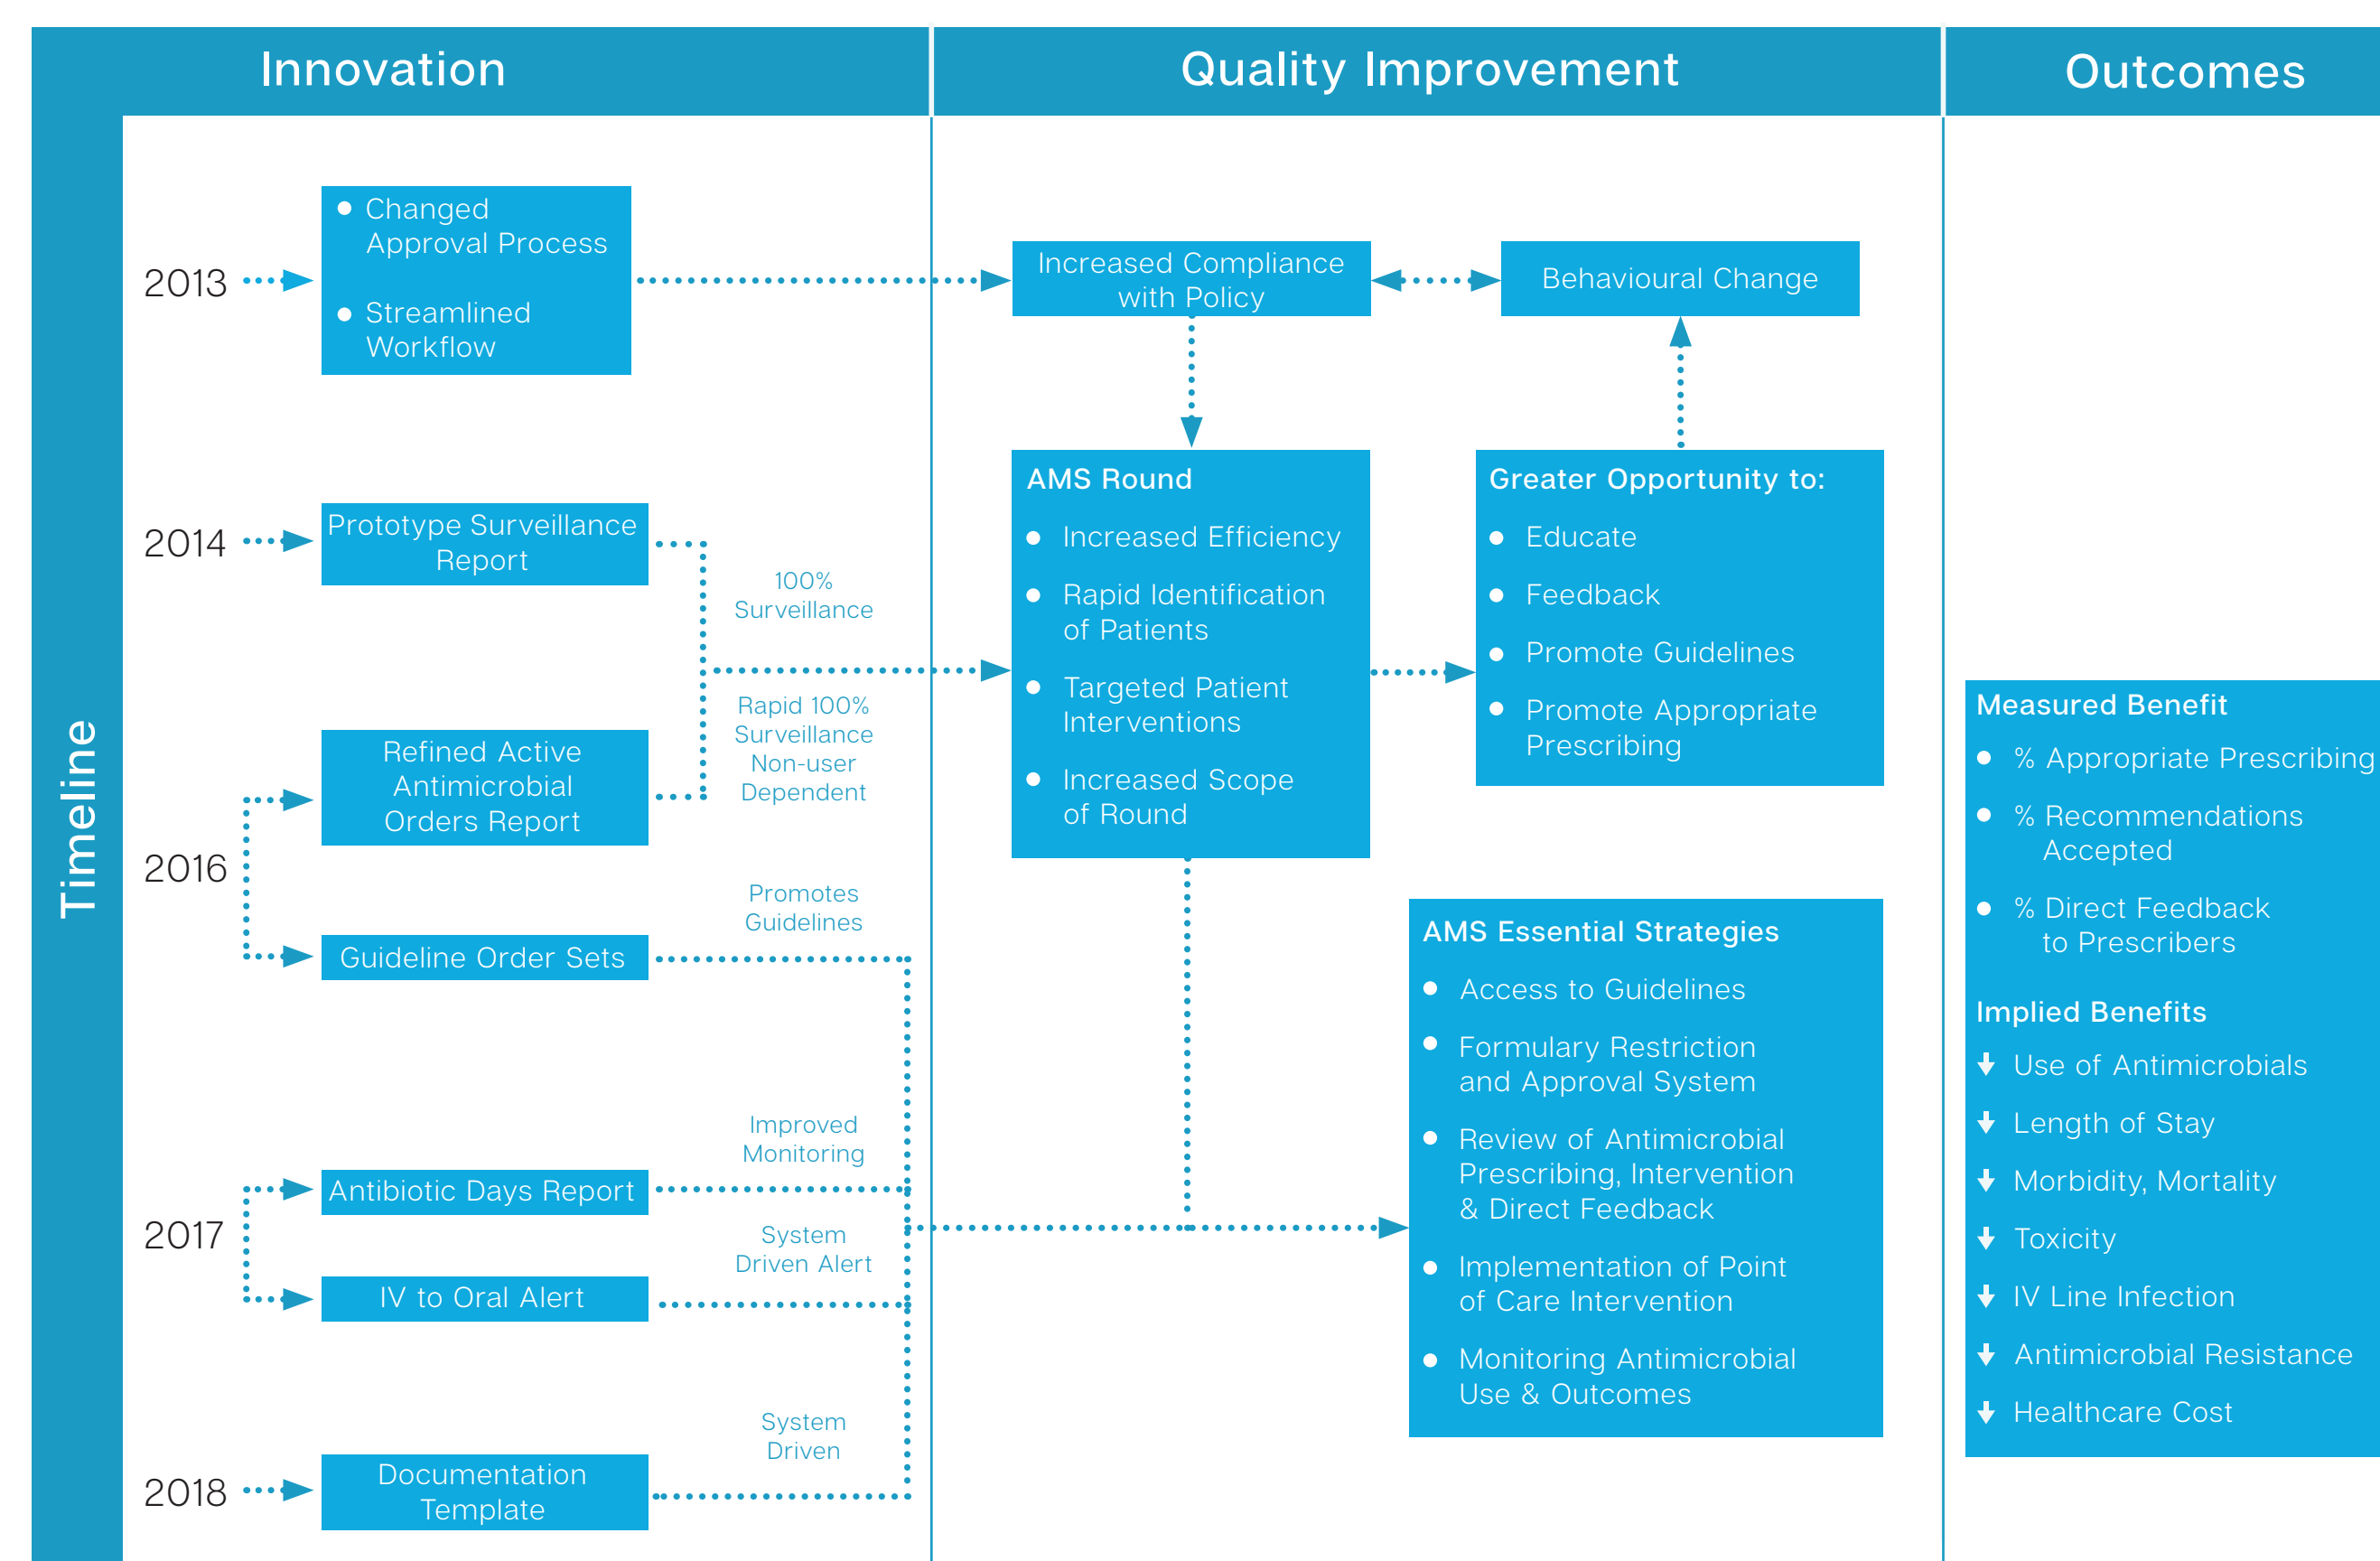 Innovation
Quality Improvement
Outcomes
Timeline
2013
Changed
Approval Process
Streamlined
Workflow
Increased Compliance
with Policy
Behavioural Change
2014
Prototype Surveillance
Report
100%
Surveillance
Rapid 100%
Surveillance
Non-user
Dependent
AMS Round
Increased Efficiency
Rapid Identification
of Patients
Targeted Patient
Interventions
Increased Scope
of Round
Greater Opportunity to:
Educate
Feedback
Promote Guidelines
Promote Appropriate
Prescribing
2016
Refined Active
Antimicrobial
Orders Report
Guideline Order Sets
Promotes
Guidelines
2017
Antibiotic Days Report
Improved
Monitoring
IV to Oral Alert
System
Driven Alert
2018
Documentation
Template
System
Driven
AMS Essential Strategies
Access to Guidelines
Formulary Restriction
and Approval System
Review of Antimicrobial
Prescribing, Intervention
& Direct Feedback
Implementation of Point
of Care Intervention
Monitoring Antimicrobial
Use & Outcomes
Measured Benefit
% Appropriate Prescribing
% Recommendations
Accepted
% Direct Feedback
to Prescribers
Implied Benefits
Use of Antimicrobials
Length of Stay
Morbidity, Mortality
Toxicity
IV Line Infection
Antimicrobial Resistance
Healthcare Cost